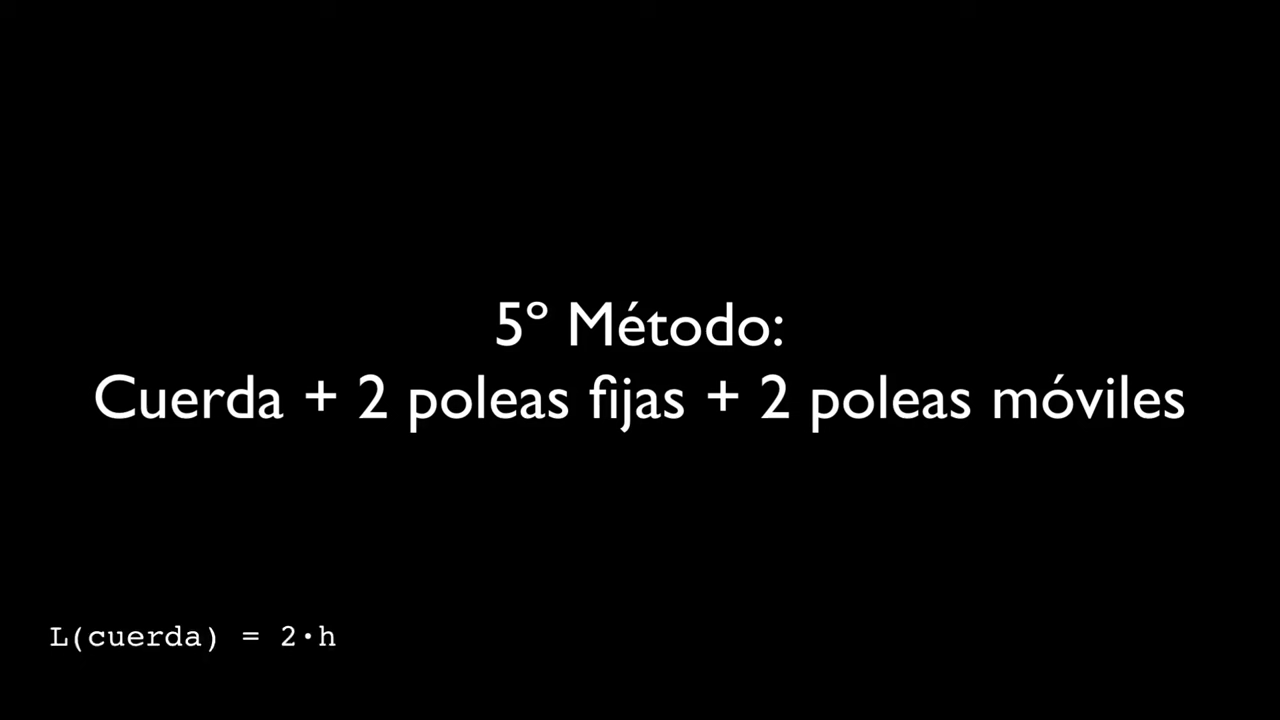 5º Método:
Cuerda + 2 poleas fijas + 2 poleas móviles
L(cuerda) = 2·h